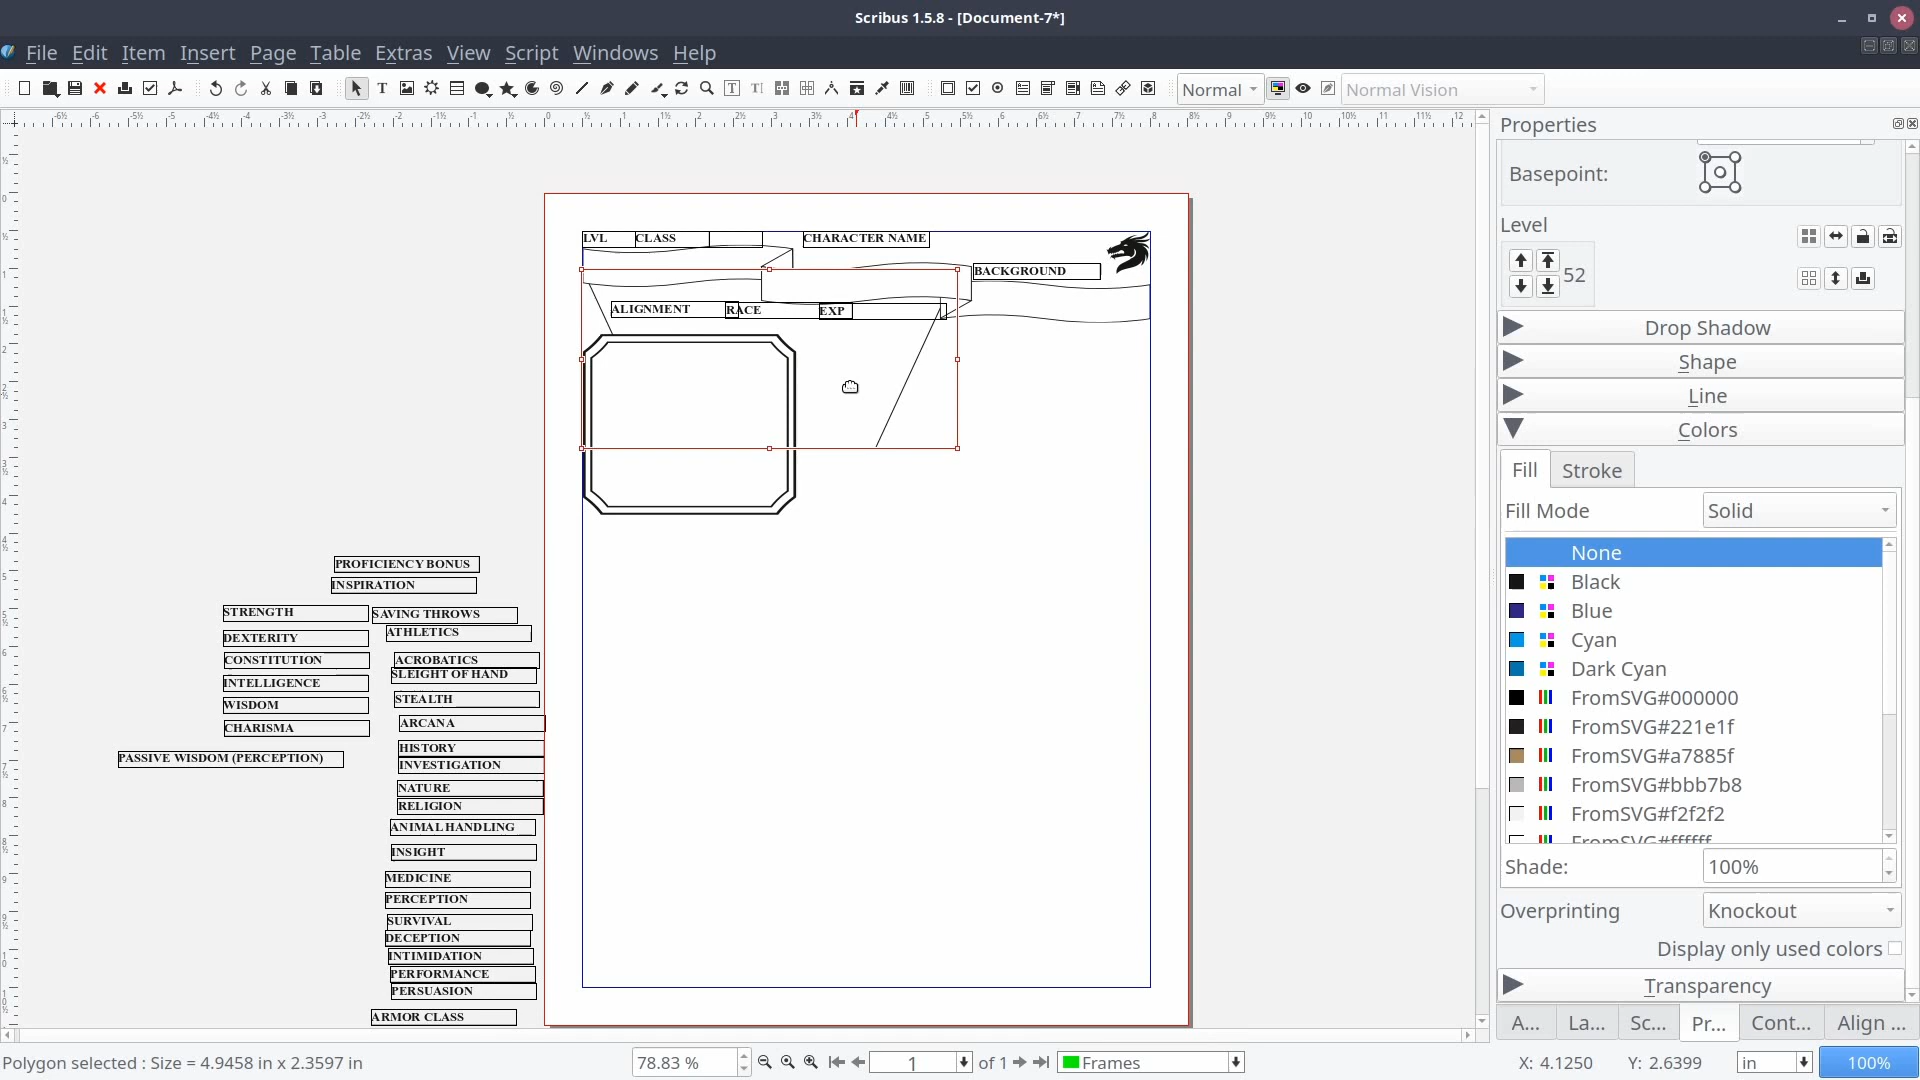 Scribus 1.5.8 - [Document-7*]
File Edit Item Insert Page Table Extras View Script Windows Help
Normal
Normal Vision
Properties
Basepoint:
Level
52
Drop Shadow
Shape
Line
Colors
Fill Stroke
Fill Mode Solid
None
Black
Blue
Cyan
Dark Cyan
FromSVG#000000
FromSVG#221e1f
FromSVG#a7885f
FromSVG#bbb7b8
FromSVG#f2f2f2
FromSVG#ffffff
Shade: 100%
Overprinting Knockout
Display only used colors
Transparency
A... La... Sc... Pr... Cont... Align ...
LVL CLASS CHARACTER NAME
BACKGROUND
ALIGNMENT RACE EXP
PROFICIENCY BONUS
INSPIRATION
STRENGTH SAVING THROWS
ATHLETICS
DEXTERITY
CONSTITUTION ACROBATICS
SLEIGHT OF HAND
INTELLIGENCE
STEALTH
WISDOM
ARCANA
CHARISMA
HISTORY
PASSIVE WISDOM (PERCEPTION)
INVESTIGATION
NATURE
RELIGION
ANIMAL HANDLING
INSIGHT
MEDICINE
PERCEPTION
SURVIVAL
DECEPTION
INTIMIDATION
PERFORMANCE
PERSUASION
ARMOR CLASS
Polygon selected : Size = 4.9458 in x 2.3597 in
78.83 %
1 of 1
Frames
X: 4.1250 Y: 2.6399
in
100%